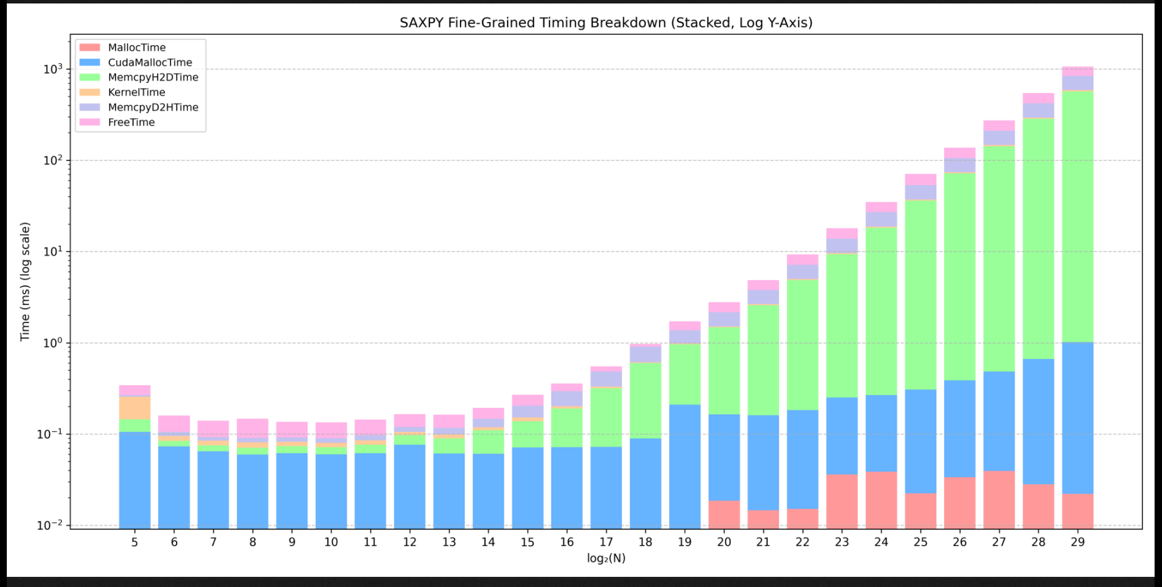 SAXPY Fine-Grained Timing Breakdown (Stacked, Log Y-Axis)
MallocTime
CudaMallocTime
MemcpyH2DTime
KernelTime
MemcpyD2HTime
FreeTime
10³
10²
10¹
10⁰
10⁻¹
10⁻²
Time (ms) (log scale)
5 6 7 8 9 10 11 12 13 14 15 16 17 18 19 20 21 22 23 24 25 26 27 28 29
log₂(N)